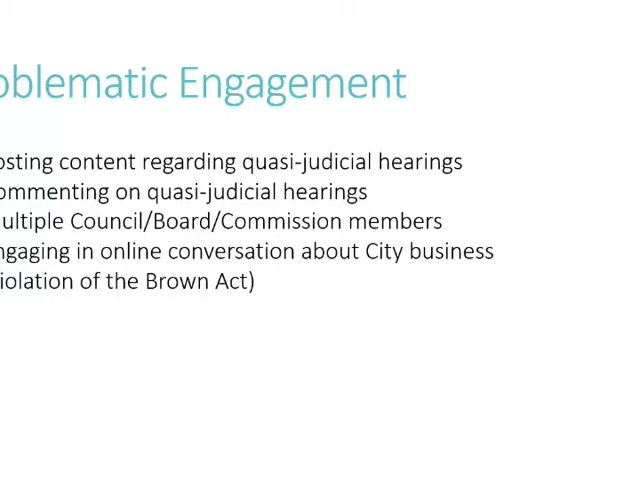 oblematic Engagement
osting content regarding quasi-judicial hearings
ommenting on quasi-judicial hearings
ultiple Council/Board/Commission members
ngaging in online conversation about City business
iolation of the Brown Act)